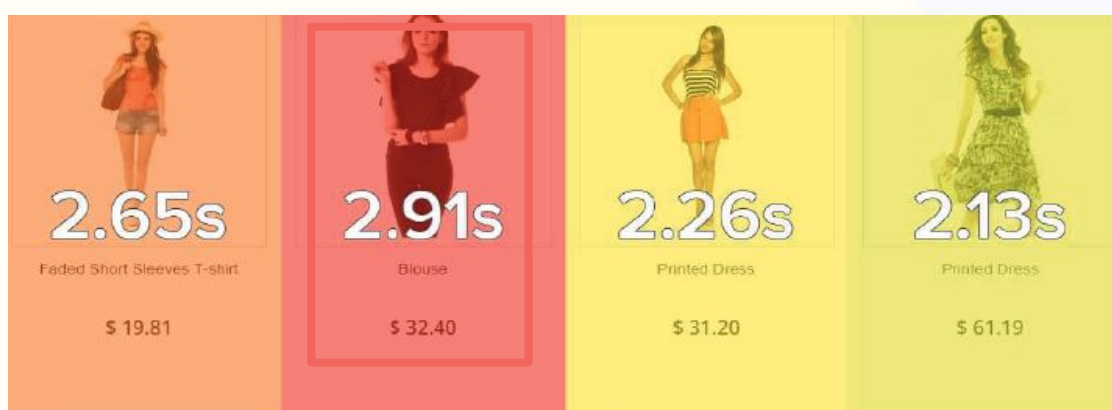 2.65s 2.91s 2.26s 2.13s
Faded Short Sleeves T-shirt Blouse Printed Dress Printed Dress
$ 19.81 $ 32.40 $ 31.20 $ 61.19